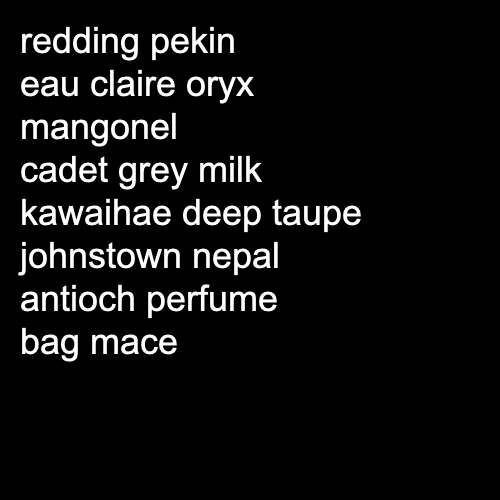 redding pekin
eau claire oryx
mangonel
cadet grey milk
kawaihae deep taupe
johnstown nepal
antioch perfume
bag mace